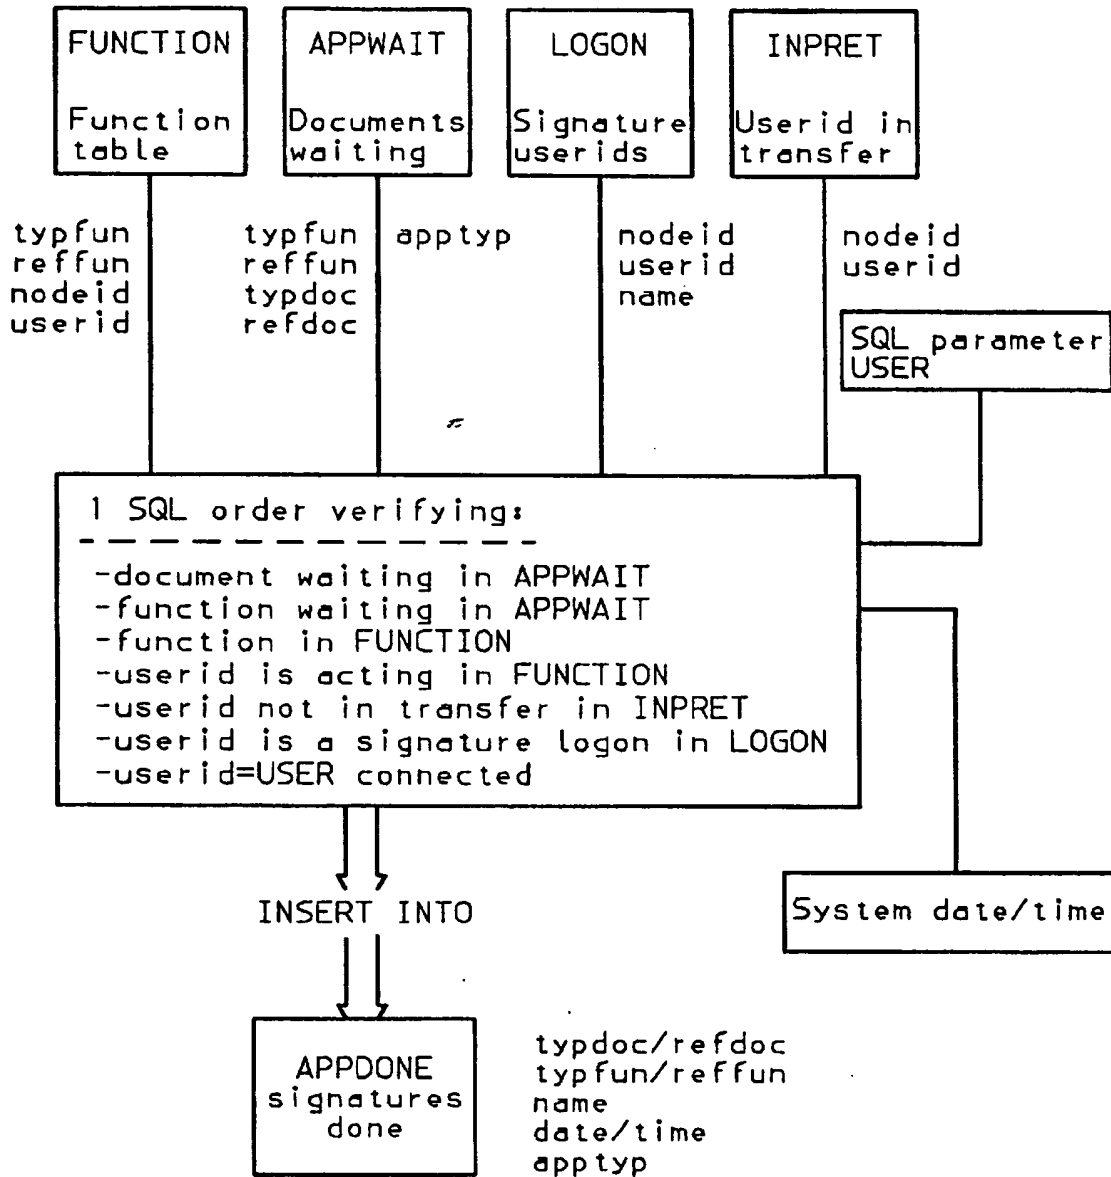 FUNCTION
Function
table
APPWAIT
Documents
waiting
LOGON
Signature
userids
INPRET
Userid in
transfer
typfun
reffun
nodeid
userid
typfun
reffun
typdoc
refdoc
apptyp
nodeid
userid
name
nodeid
userid
SQL parameter
USER
1 SQL order verifying:
-document waiting in APPWAIT
-function waiting in APPWAIT
-function in FUNCTION
-userid is acting in FUNCTION
-userid not in transfer in INPRET
-userid is a signature logon in LOGON
-userid=USER connected
System date/time
INSERT INTO
APPDONE
signatures
done
typdoc/refdoc
typfun/reffun
name
date/time
apptyp